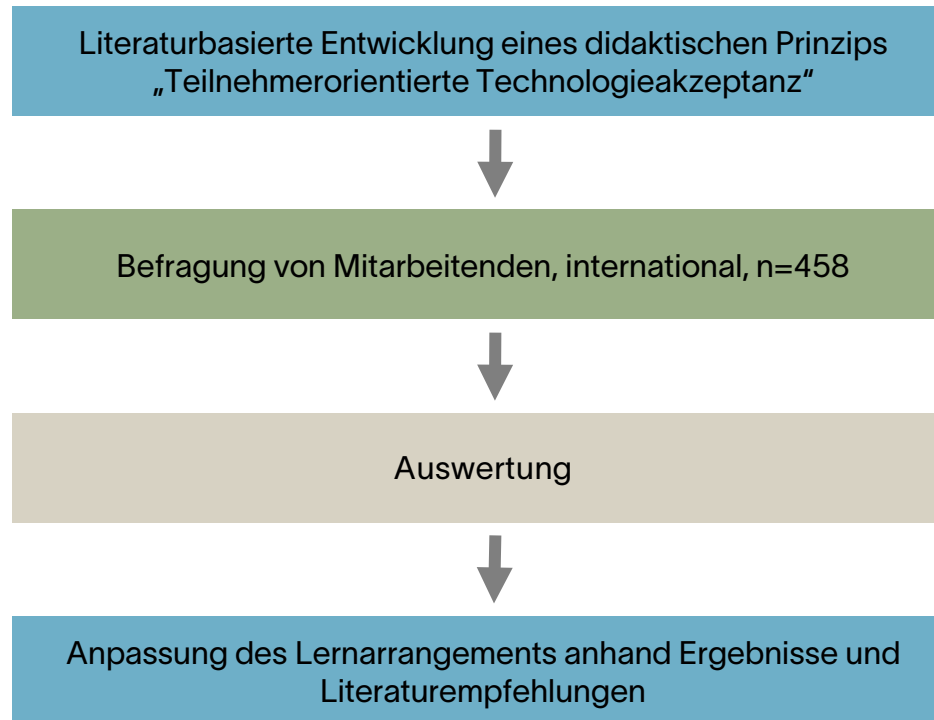 Literaturbasierte Entwicklung eines didaktischen Prinzips
„Teilnehmerorientierte Technologieakzeptanz“
Befragung von Mitarbeitenden, international, n=458
Auswertung
Anpassung des Lernarrangements anhand Ergebnisse und
Literaturempfehlungen